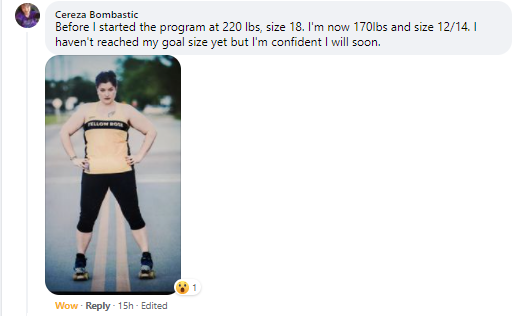 Cereza Bombastic
Before I started the program at 220 lbs, size 18. I'm now 170lbs and size 12/14. I
haven't reached my goal size yet but I'm confident I will soon.
YELLOW ROSE
1
Wow · Reply · 15h · Edited